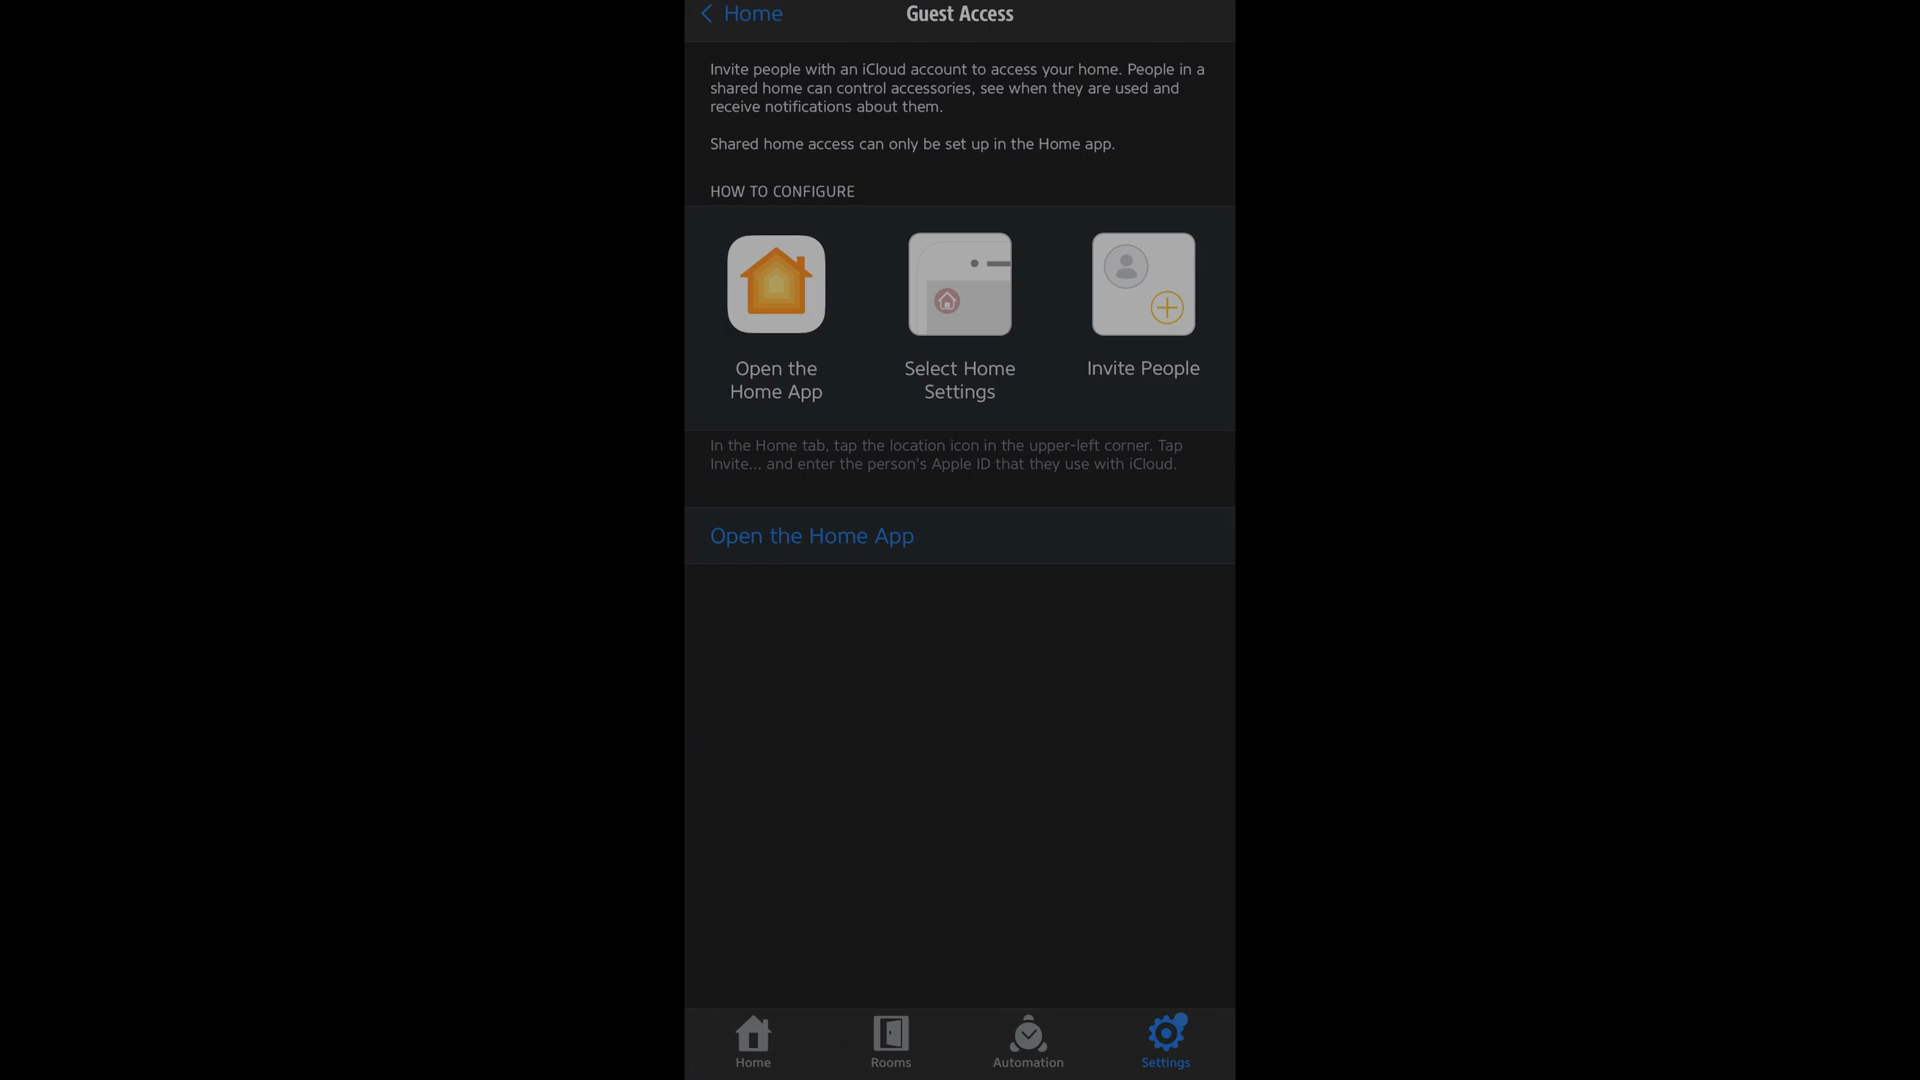 Home
Guest Access
Invite people with an iCloud account to access your home. People in a
shared home can control accessories, see when they are used and
receive notifications about them.
Shared home access can only be set up in the Home app.
HOW TO CONFIGURE
Open the
Home App
Select Home
Settings
Invite People
In the Home tab, tap the location icon in the upper-left corner. Tap
Invite... and enter the person's Apple ID that they use with iCloud.
Open the Home App
Home
Rooms
Automation
Settings